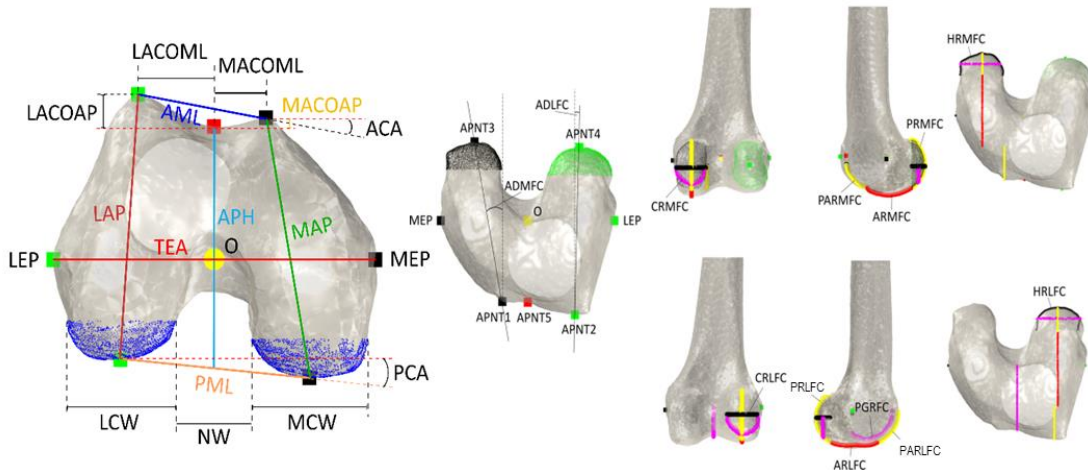 LACOML
MACOML
LACOAP
AML
MACOAP
ACA
LAP
APH
MAP
LEP
TEA
O
MEP
PML
PCA
LCW
NW
MCW
ADLFC
APNT3
APNT4
ADMFC
MEP
O
LEP
APNT1
APNT5
APNT2
CRMFC
PRMFC
PARMFC
ARMFC
HRMFC
CRLFC
PRLFC
PGRFC
PARLFC
ARLFC
HRLFC